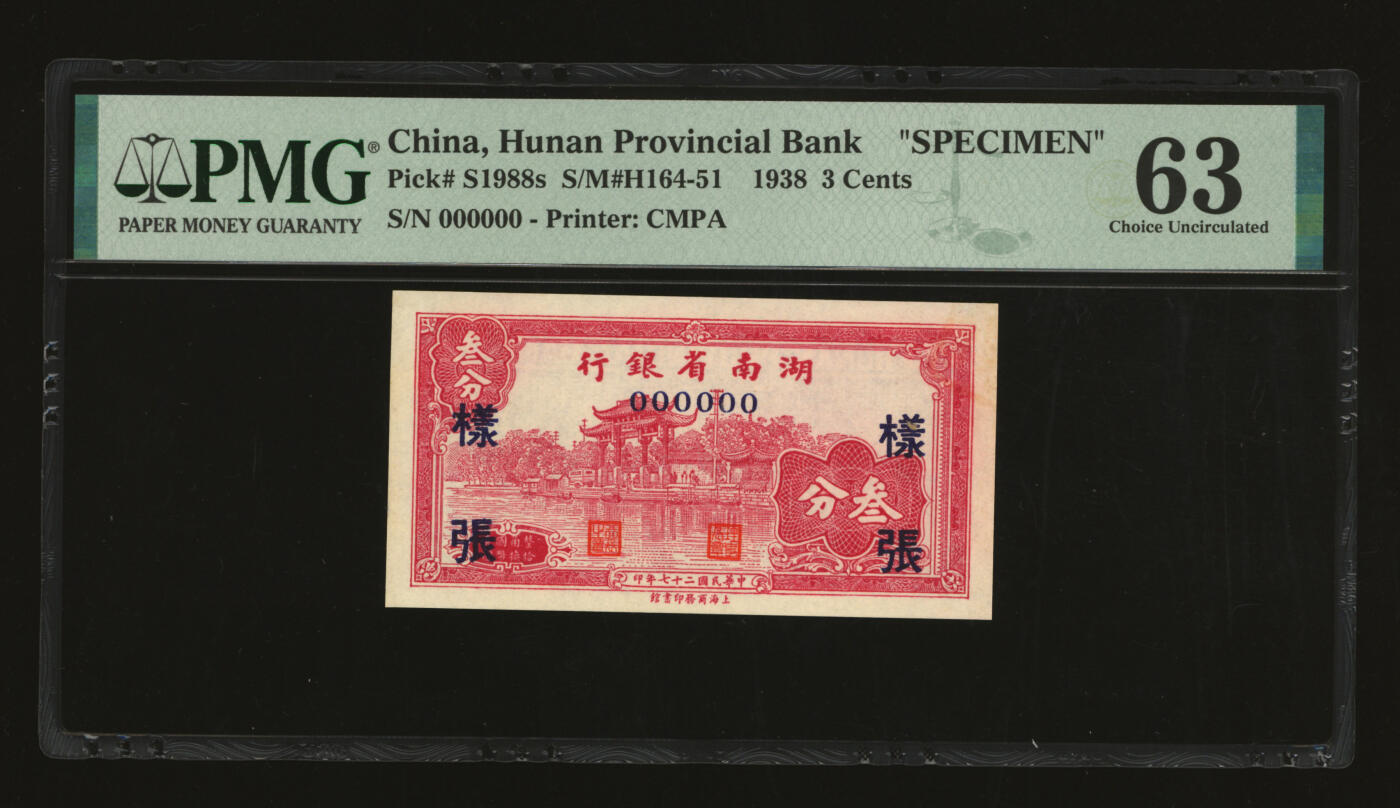 PMG® PAPER MONEY GUARANTY
China, Hunan Provincial Bank "SPECIMEN"
Pick# S1988s S/M#H164-51 1938 3 Cents
S/N 000000 - Printer: CMPA
63
Choice Uncirculated
叁分
行銀省南湖
000000
樣張
樣張
分叁
印年七十二國民華中
館書印務商海上